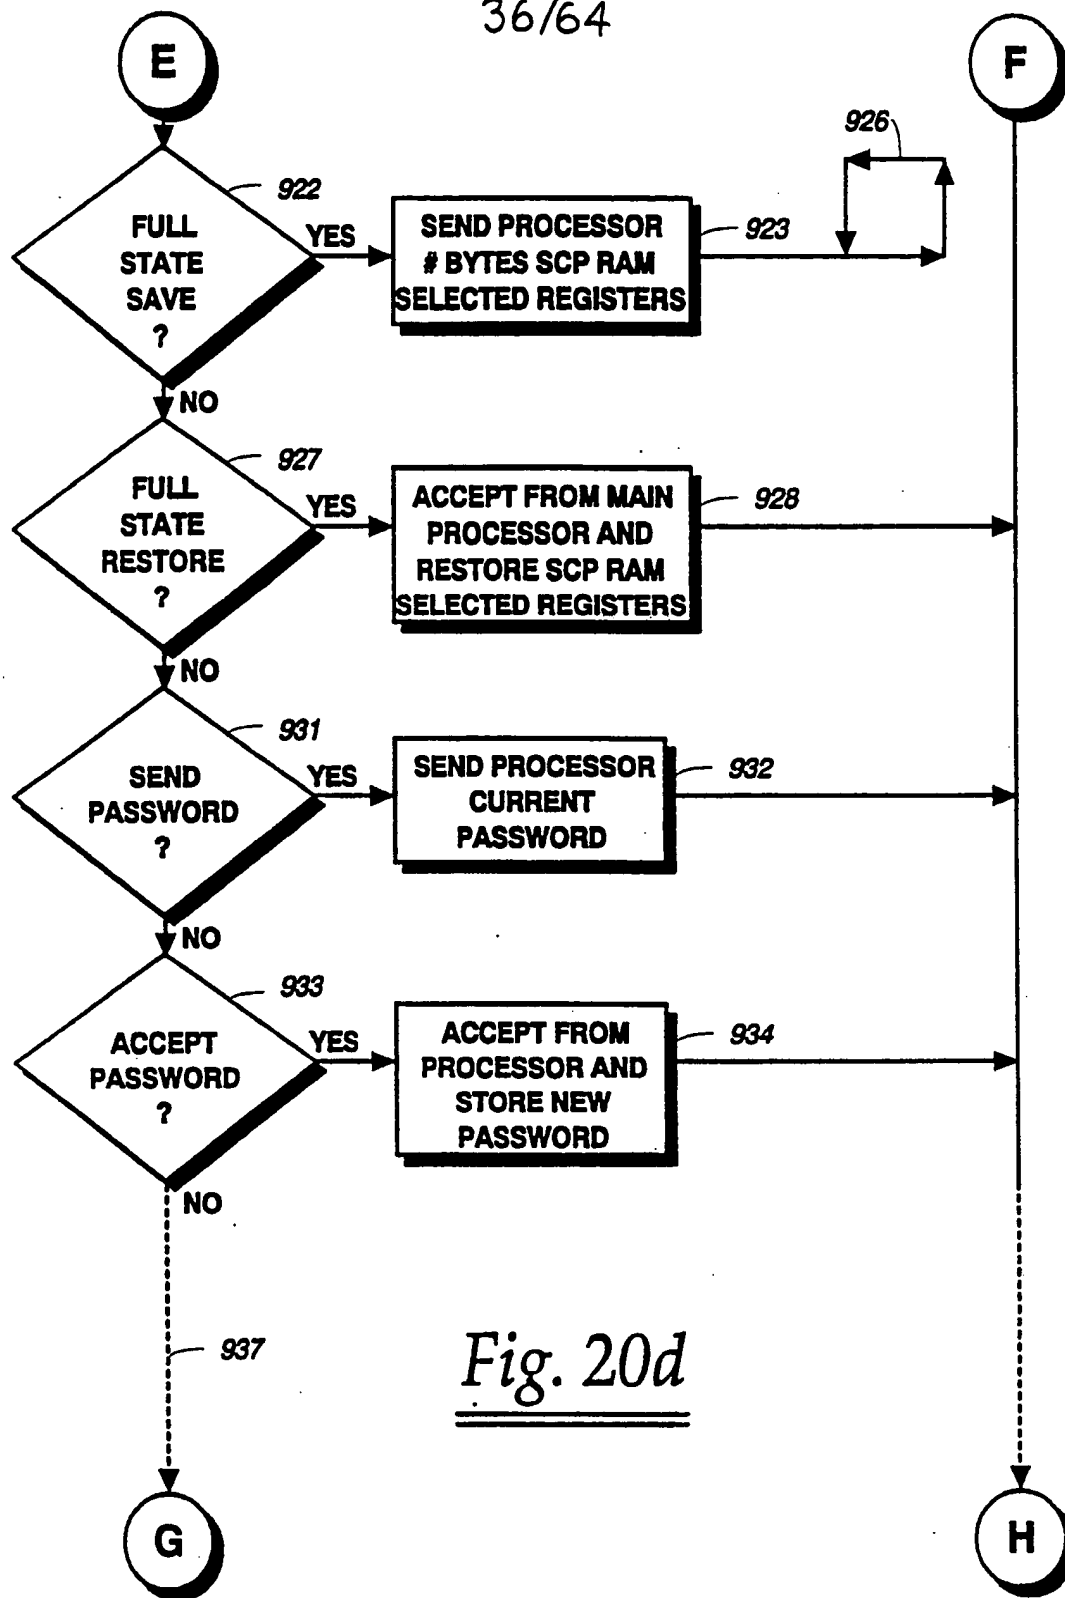 36/64
E
F
926
922
FULL
STATE
SAVE
?
YES
SEND PROCESSOR
# BYTES SCP RAM
SELECTED REGISTERS
923
NO
927
FULL
STATE
RESTORE
?
YES
ACCEPT FROM MAIN
PROCESSOR AND
RESTORE SCP RAM
SELECTED REGISTERS
928
NO
931
SEND
PASSWORD
?
YES
SEND PROCESSOR
CURRENT
PASSWORD
932
NO
933
ACCEPT
PASSWORD
?
YES
ACCEPT FROM
PROCESSOR AND
STORE NEW
PASSWORD
934
NO
937
Fig. 20d
G
H